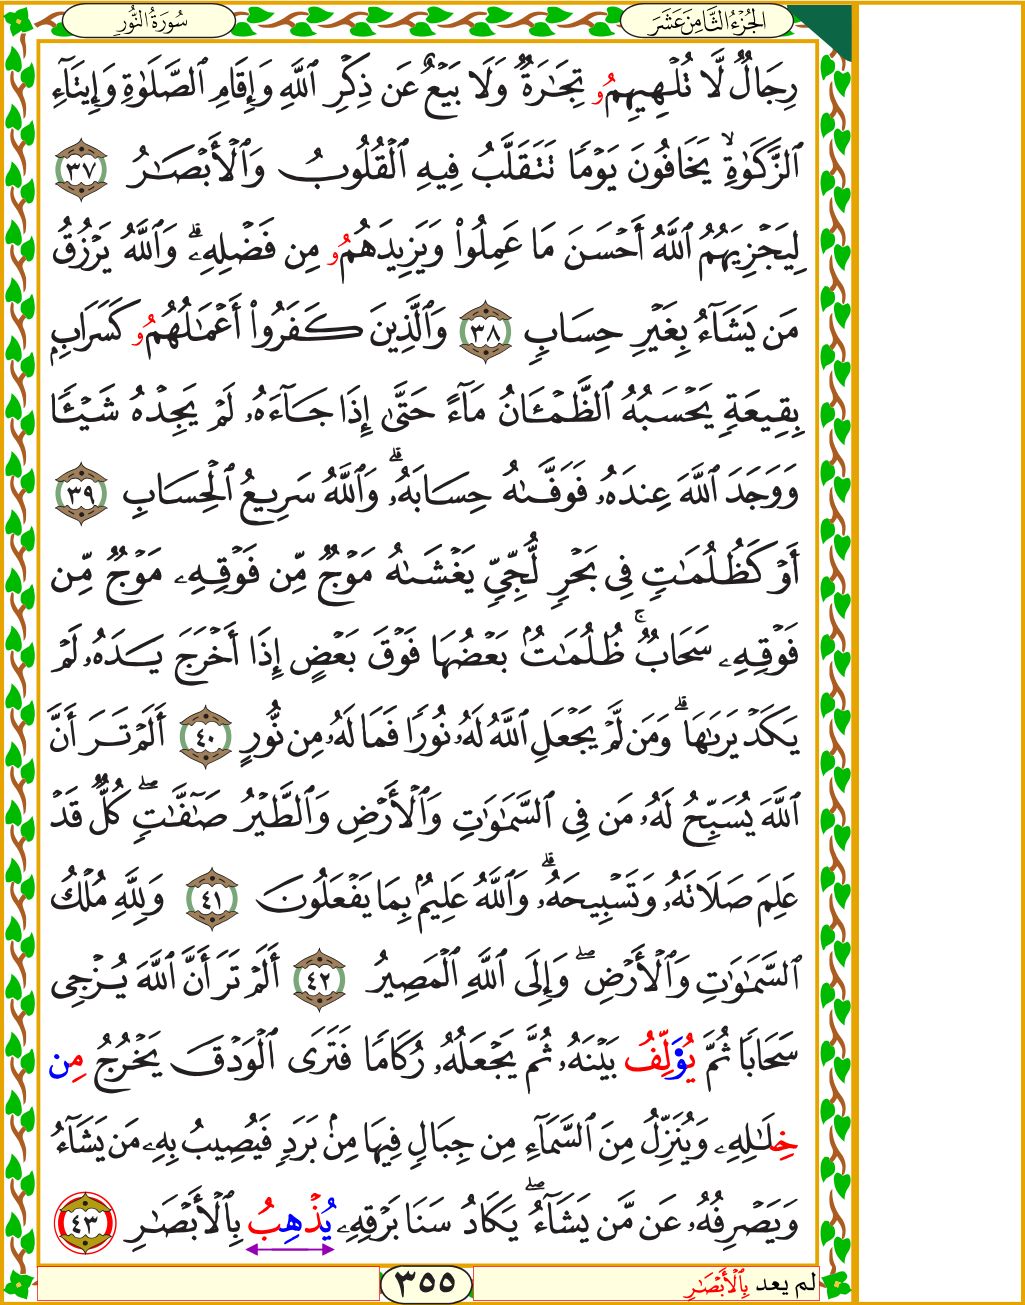 الجُزْءُ الثَّامِنَ عَشَرَ
سُورَةُ النُّورِ
رِجَالٌ لَّا تُلْهِيهِمُو تِجَٰرَةٌ وَلَا بَيْعٌ عَن ذِكْرِ ٱللَّهِ وَإِقَامِ ٱلصَّلَوٰةِ وَإِيتَآءِ
ٱلزَّكَوٰةِۙ يَخَافُونَ يَوْمًا تَتَقَلَّبُ فِيهِ ٱلْقُلُوبُ وَٱلْأَبْصَٰرُ ٣٧
لِيَجْزِيَهُمُ ٱللَّهُ أَحْسَنَ مَا عَمِلُوا۟ وَيَزِيدَهُمُو مِن فَضْلِهِۦۗ وَٱللَّهُ يَرْزُقُ
مَن يَشَآءُ بِغَيْرِ حِسَابٍ ٣٨ وَٱلَّذِينَ كَفَرُوٓا۟ أَعْمَٰلُهُمُو كَسَرَابٍۭ
بِقِيعَةٍ يَحْسَبُهُ ٱلظَّمْـَٔانُ مَآءً حَتَّىٰٓ إِذَا جَآءَهُۥ لَمْ يَجِدْهُ شَيْـًٔا
وَوَجَدَ ٱللَّهَ عِندَهُۥ فَوَفَّىٰهُ حِسَابَهُۥۗ وَٱللَّهُ سَرِيعُ ٱلْحِسَابِ ٣٩
أَوْ كَظُلُمَٰتٍ فِى بَحْرٍ لُّجِّىٍّ يَغْشَىٰهُ مَوْجٌ مِّن فَوْقِهِۦ مَوْجٌ مِّن
فَوْقِهِۦ سَحَابٌۚ ظُلُمَٰتٌۢ بَعْضُهَا فَوْقَ بَعْضٍ إِذَآ أَخْرَجَ يَدَهُۥ لَمْ
يَكَدْ يَرَىٰهَاۗ وَمَن لَّمْ يَجْعَلِ ٱللَّهُ لَهُۥ نُورًا فَمَا لَهُۥ مِن نُّورٍ ٤٠ أَلَمْ تَرَ أَنَّ
ٱللَّهَ يُسَبِّحُ لَهُۥ مَن فِى ٱلسَّمَٰوَٰتِ وَٱلْأَرْضِ وَٱلطَّيْرُ صَٰٓفَّٰتٍۖ كُلٌّ قَدْ
عَلِمَ صَلَاتَهُۥ وَتَسْبِيحَهُۥۗ وَٱللَّهُ عَلِيمٌۢ بِمَا يَفْعَلُونَ ٤١ وَلِلَّهِ مُلْكُ
ٱلسَّمَٰوَٰتِ وَٱلْأَرْضِۖ وَإِلَى ٱللَّهِ ٱلْمَصِيرُ ٤٢ أَلَمْ تَرَ أَنَّ ٱللَّهَ يُزْجِى
سَحَابًا ثُمَّ يُؤَلِّفُ بَيْنَهُۥ ثُمَّ يَجْعَلُهُۥ رُكَامًا فَتَرَى ٱلْوَدْقَ يَخْرُجُ مِن
خِلَٰلِهِۦ وَيُنَزِّلُ مِنَ ٱلسَّمَآءِ مِن جِبَالٍ فِيهَا مِنۢ بَرَدٍ فَيُصِيبُ بِهِۦ مَن يَشَآءُ
وَيَصْرِفُهُۥ عَن مَّن يَشَآءُۖ يَكَادُ سَنَا بَرْقِهِۦ يُذْهِبُ بِٱلْأَبْصَٰرِ ٤٣
لم يعد بِٱلْأَبْصَٰرِ
٣٥٥